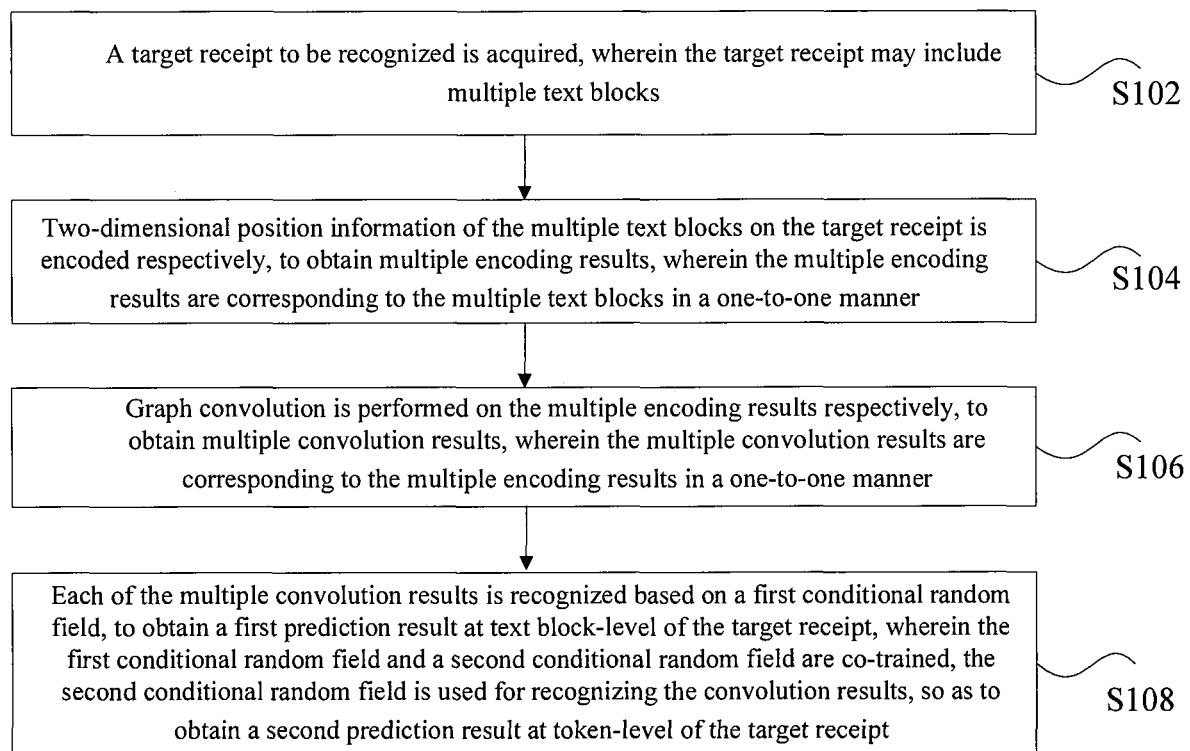 A target receipt to be recognized is acquired, wherein the target receipt may include
multiple text blocks
S102
Two-dimensional position information of the multiple text blocks on the target receipt is
encoded respectively, to obtain multiple encoding results, wherein the multiple encoding
results are corresponding to the multiple text blocks in a one-to-one manner
S104
Graph convolution is performed on the multiple encoding results respectively, to
obtain multiple convolution results, wherein the multiple convolution results are
corresponding to the multiple encoding results in a one-to-one manner
S106
Each of the multiple convolution results is recognized based on a first conditional random
field, to obtain a first prediction result at text block-level of the target receipt, wherein the
first conditional random field and a second conditional random field are co-trained, the
second conditional random field is used for recognizing the convolution results, so as to
obtain a second prediction result at token-level of the target receipt
S108